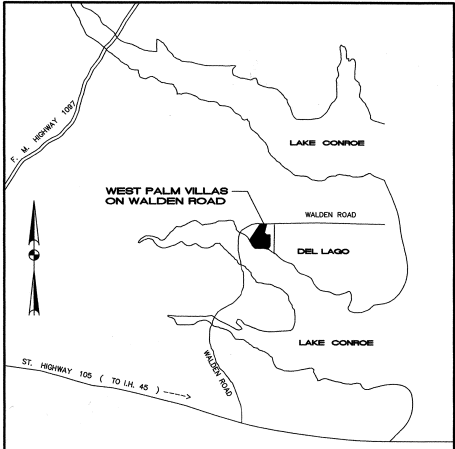 F. M. HIGHWAY 1097
LAKE CONROE
WEST PALM VILLAS
ON WALDEN ROAD
WALDEN ROAD
DEL LAGO
LAKE CONROE
WALDEN ROAD
ST. HIGHWAY 105 ( TO I.H. 45 ) ---->